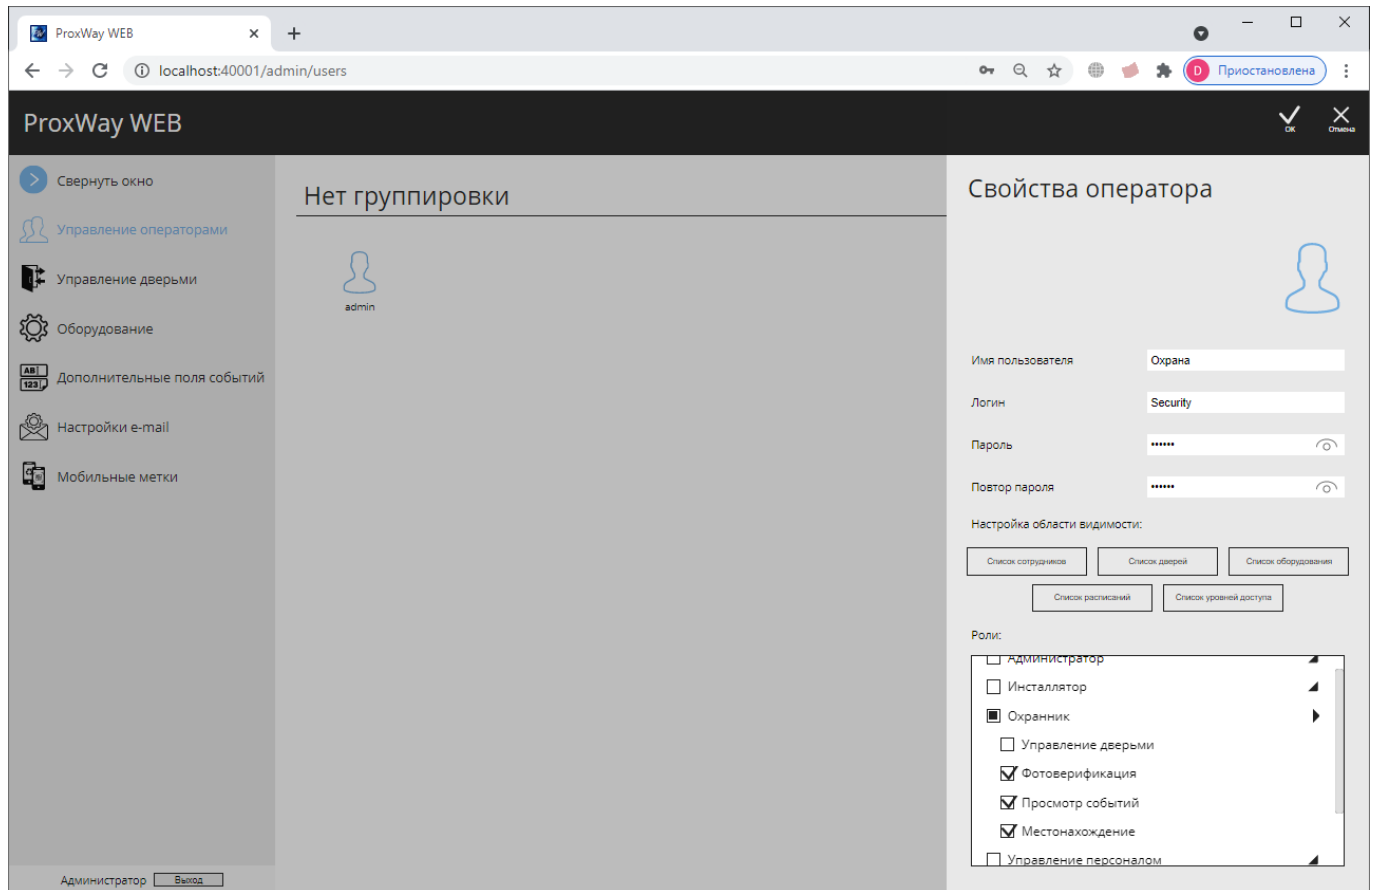 ProxWay WEB
localhost:40001/admin/users
D Приостановлена
ProxWay WEB
ОК
Отмена
Свернуть окно
Управление операторами
Управление дверьми
Оборудование
AB
123
Дополнительные поля событий
Настройки e-mail
Мобильные метки
Администратор
Выход
Нет группировки
admin
Свойства оператора
Имя пользователя
Охрана
Логин
Security
Пароль
••••••
Повтор пароля
••••••
Настройка области видимости:
Список сотрудников
Список дверей
Список оборудования
Список расписаний
Список уровней доступа
Роли:
Администратор
Инсталлятор
Охранник
Управление дверьми
Фотоверификация
Просмотр событий
Местонахождение
Управление персоналом